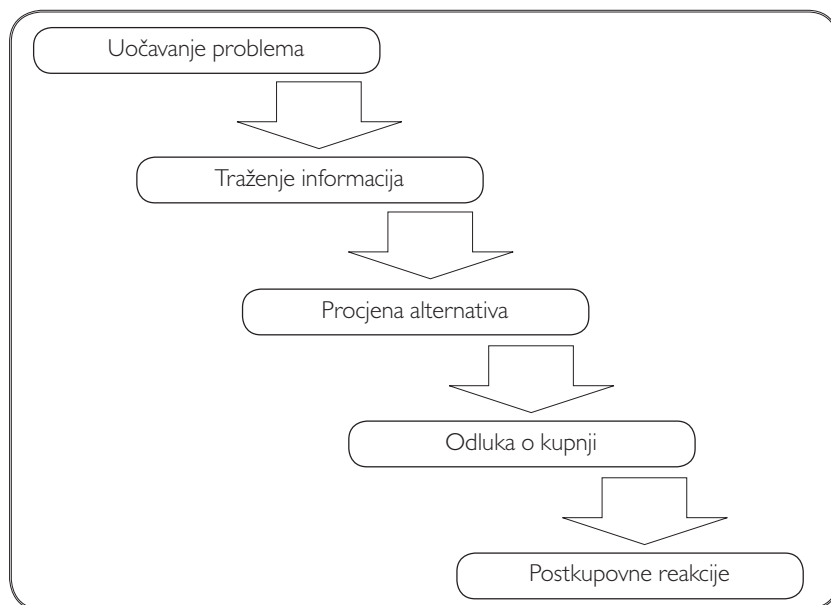 Uočavanje problema
Traženje informacija
Procjena alternativa
Odluka o kupnji
Postkupovne reakcije